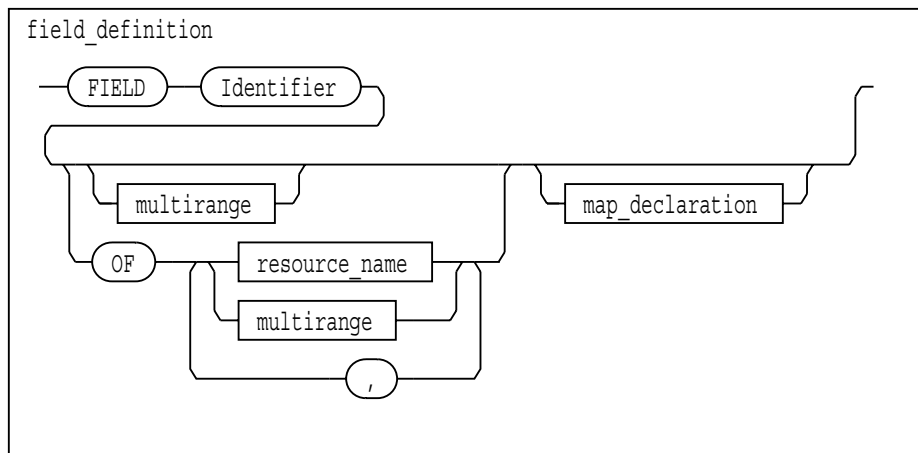 field_definition
FIELD Identifier
multirange map_declaration
OF resource_name
multirange
,